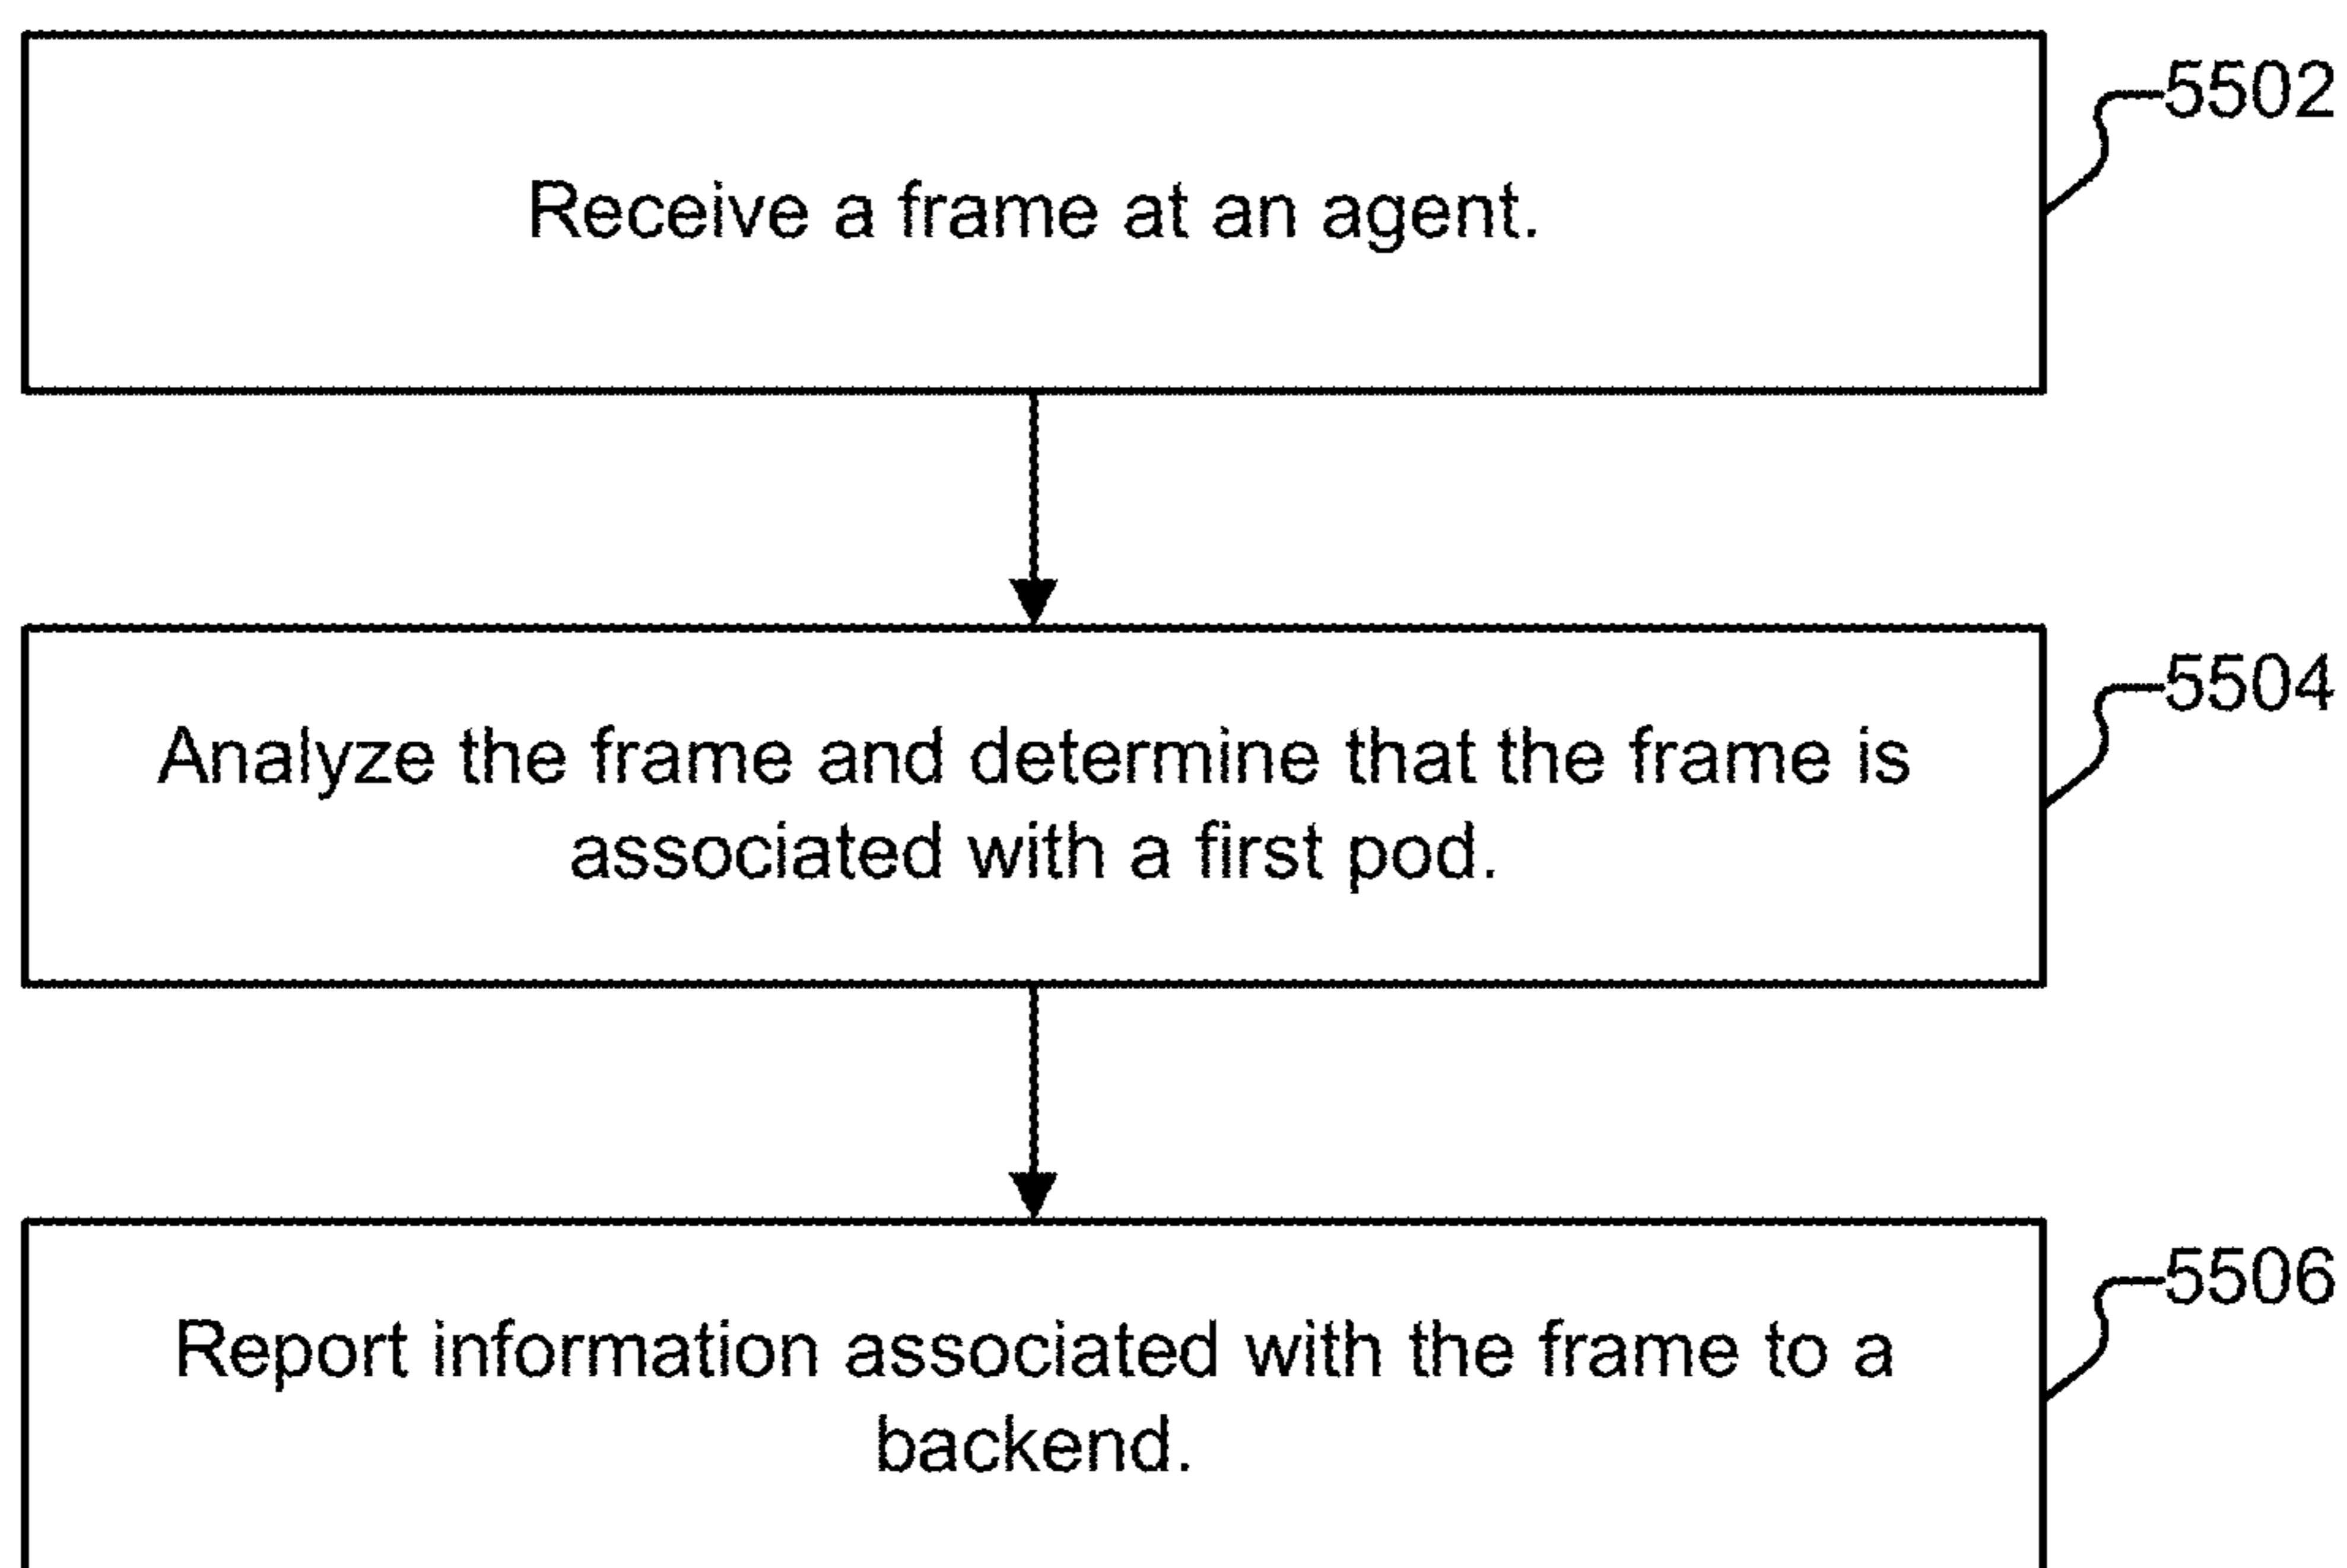 5502
Receive a frame at an agent.
5504
Analyze the frame and determine that the frame is
associated with a first pod.
5506
Report information associated with the frame to a
backend.